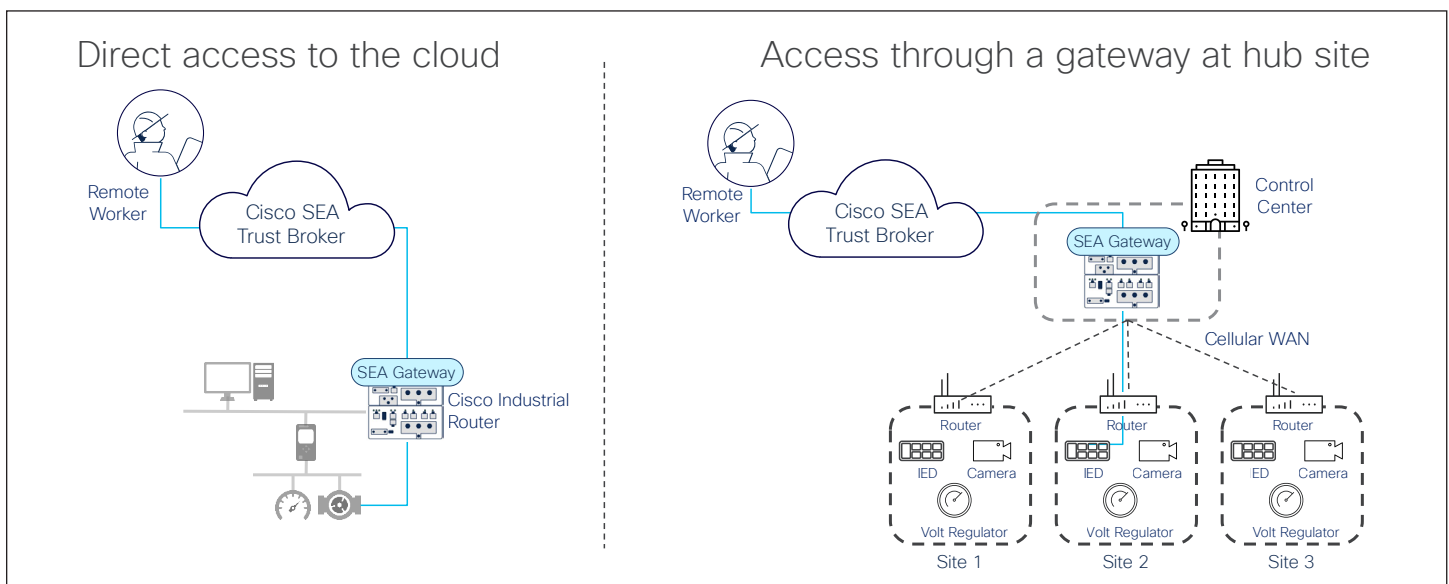 Direct access to the cloud
Remote
Worker
Cisco SEA
Trust Broker
SEA Gateway
Cisco Industrial
Router
Access through a gateway at hub site
Remote
Worker
Cisco SEA
Trust Broker
Control
Center
SEA Gateway
Cellular WAN
Router
IED
Camera
Volt Regulator
Site 1
Router
IED
Camera
Volt Regulator
Site 2
Router
ED
Camera
Volt Regulator
Site 3